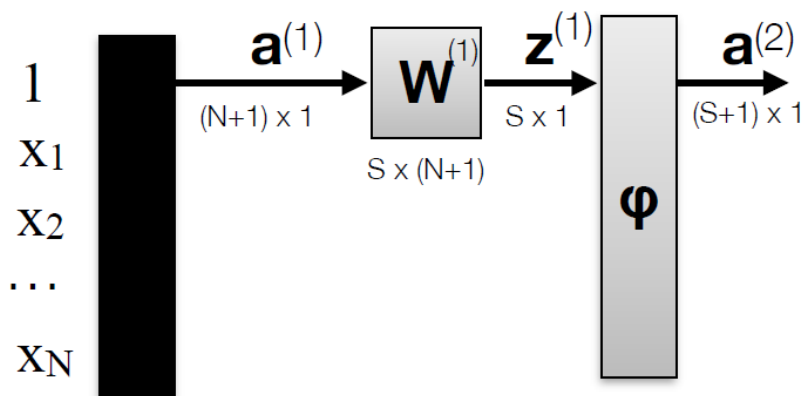 1
x1
x2
...
xN
a(1)
(N+1) x 1
W(1)
S x (N+1)
z(1)
S x 1
φ
a(2)
(S+1) x 1